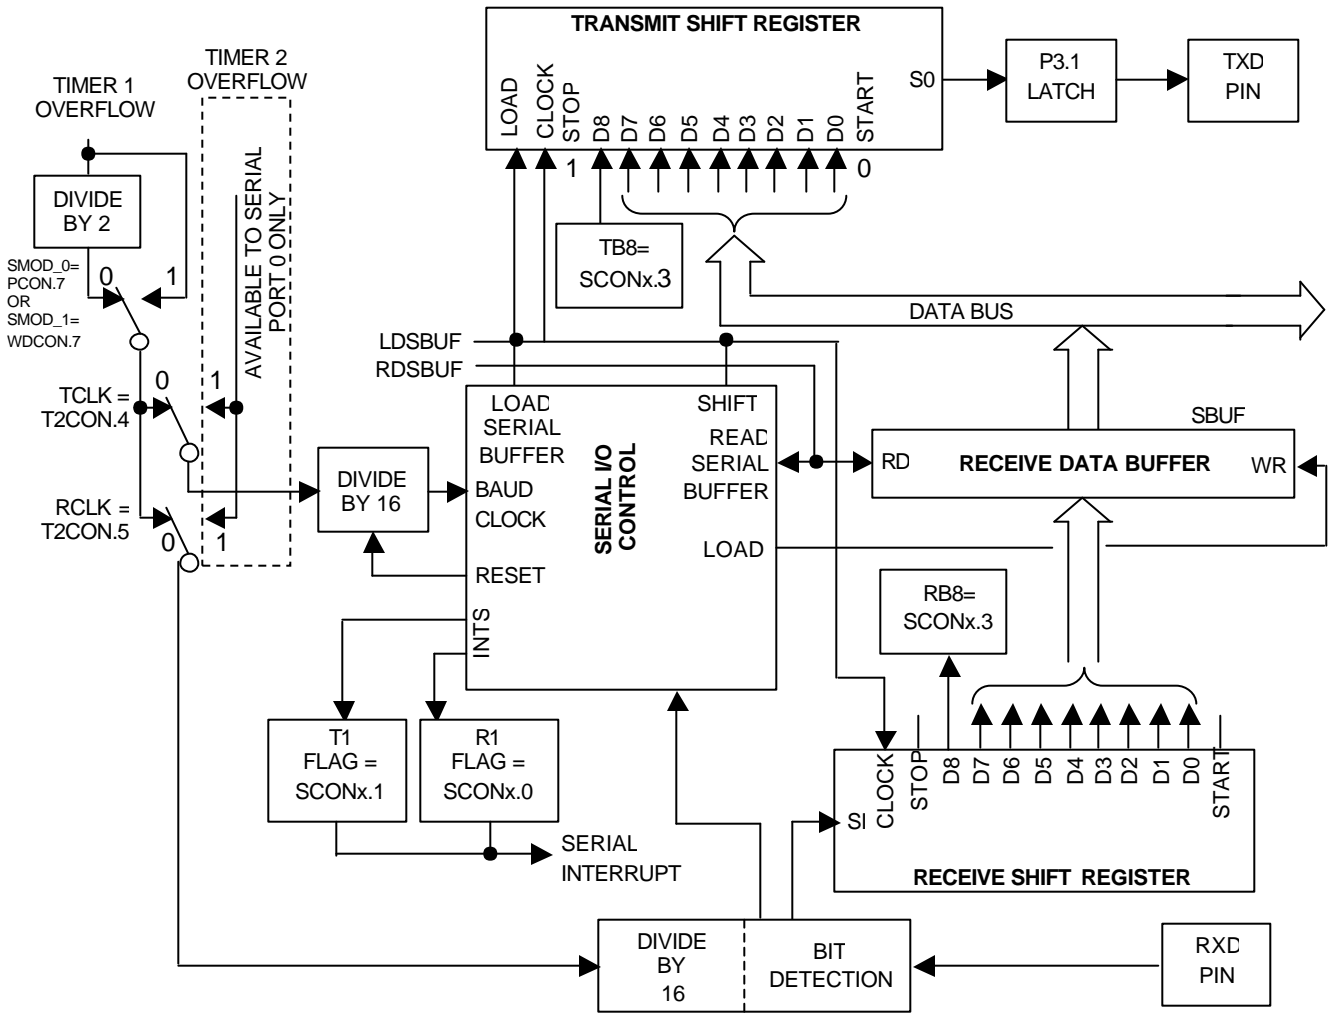 TRANSMIT SHIFT REGISTER
LOAD
CLOCK
STOP
D8
D7
D6
D5
D4
D3
D2
D1
D0
START
S0
1
0
P3.1
LATCH
TXD
PIN
TIMER 1
OVERFLOW
TIMER 2
OVERFLOW
DIVIDE
BY 2
AVAILABLE TO SERIAL
PORT 0 ONLY
SMOD_0=
PCON.7
OR
SMOD_1=
WDCON.7
0
1
TB8=
SCONx.3
DATA BUS
LDSBUF
RDSBUF
TCLK =
T2CON.4
0
1
RCLK =
T2CON.5
0
1
DIVIDE
BY 16
LOAD
SERIAL
BUFFER
BAUD
CLOCK
RESET
INTS
SERIAL I/O
CONTROL
SHIFT
READ
SERIAL
BUFFER
LOAD
SBUF
RD
RECEIVE DATA BUFFER
WR
RB8=
SCONx.3
T1
FLAG =
SCONx.1
R1
FLAG =
SCONx.0
SERIAL
INTERRUPT
SI
CLOCK
STOP
D8
D7
D6
D5
D4
D3
D2
D1
D0
START
RECEIVE SHIFT REGISTER
DIVIDE
BY
16
BIT
DETECTION
RXD
PIN